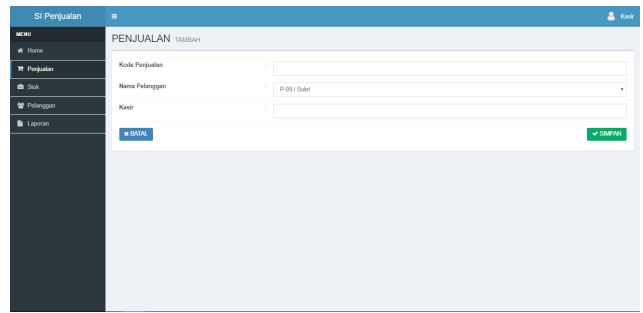 SI Penjualan
Kasir
MENU
Home
Penjualan
Stok
Pelanggan
Laporan
PENJUALAN TAMBAH
Kode Penjualan :
Nama Pelanggan : P-09 | Sukri
Kasir :
BATAL
SIMPAN